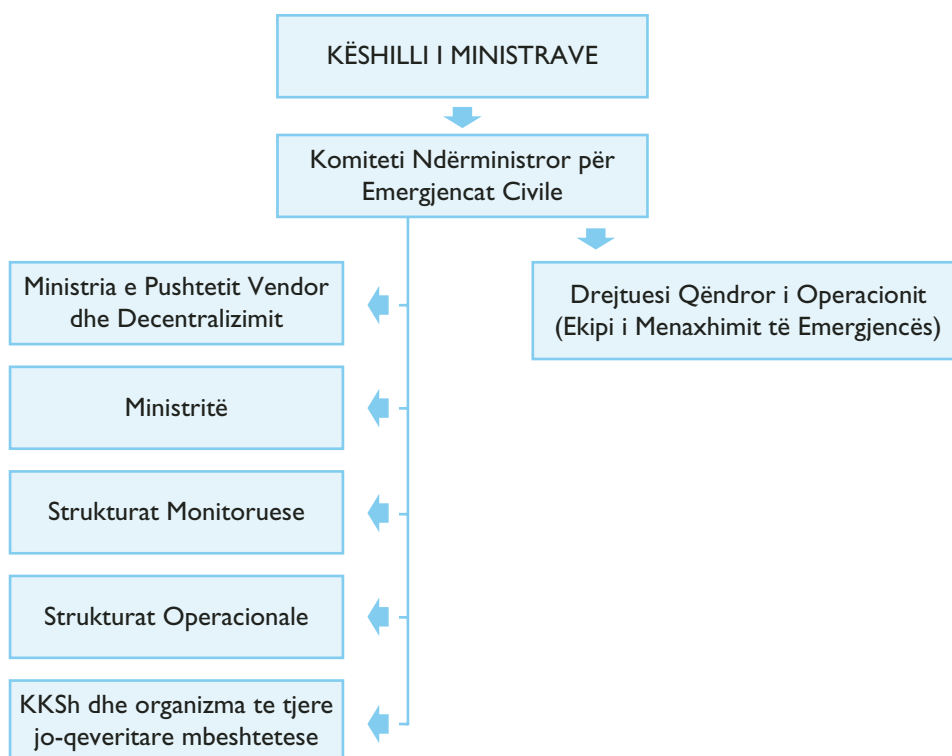 KËSHILLI I MINISTRAVE
Komiteti Ndërministror për
Emergjencat Civile
Ministria e Pushtetit Vendor
dhe Decentralizimit
Drejtuesi Qëndror i Operacionit
(Ekipi i Menaxhimit të Emergjencës)
Ministritë
Strukturat Monitoruese
Strukturat Operacionale
KKSh dhe organizma te tjere
jo-qeveritare mbeshtetese